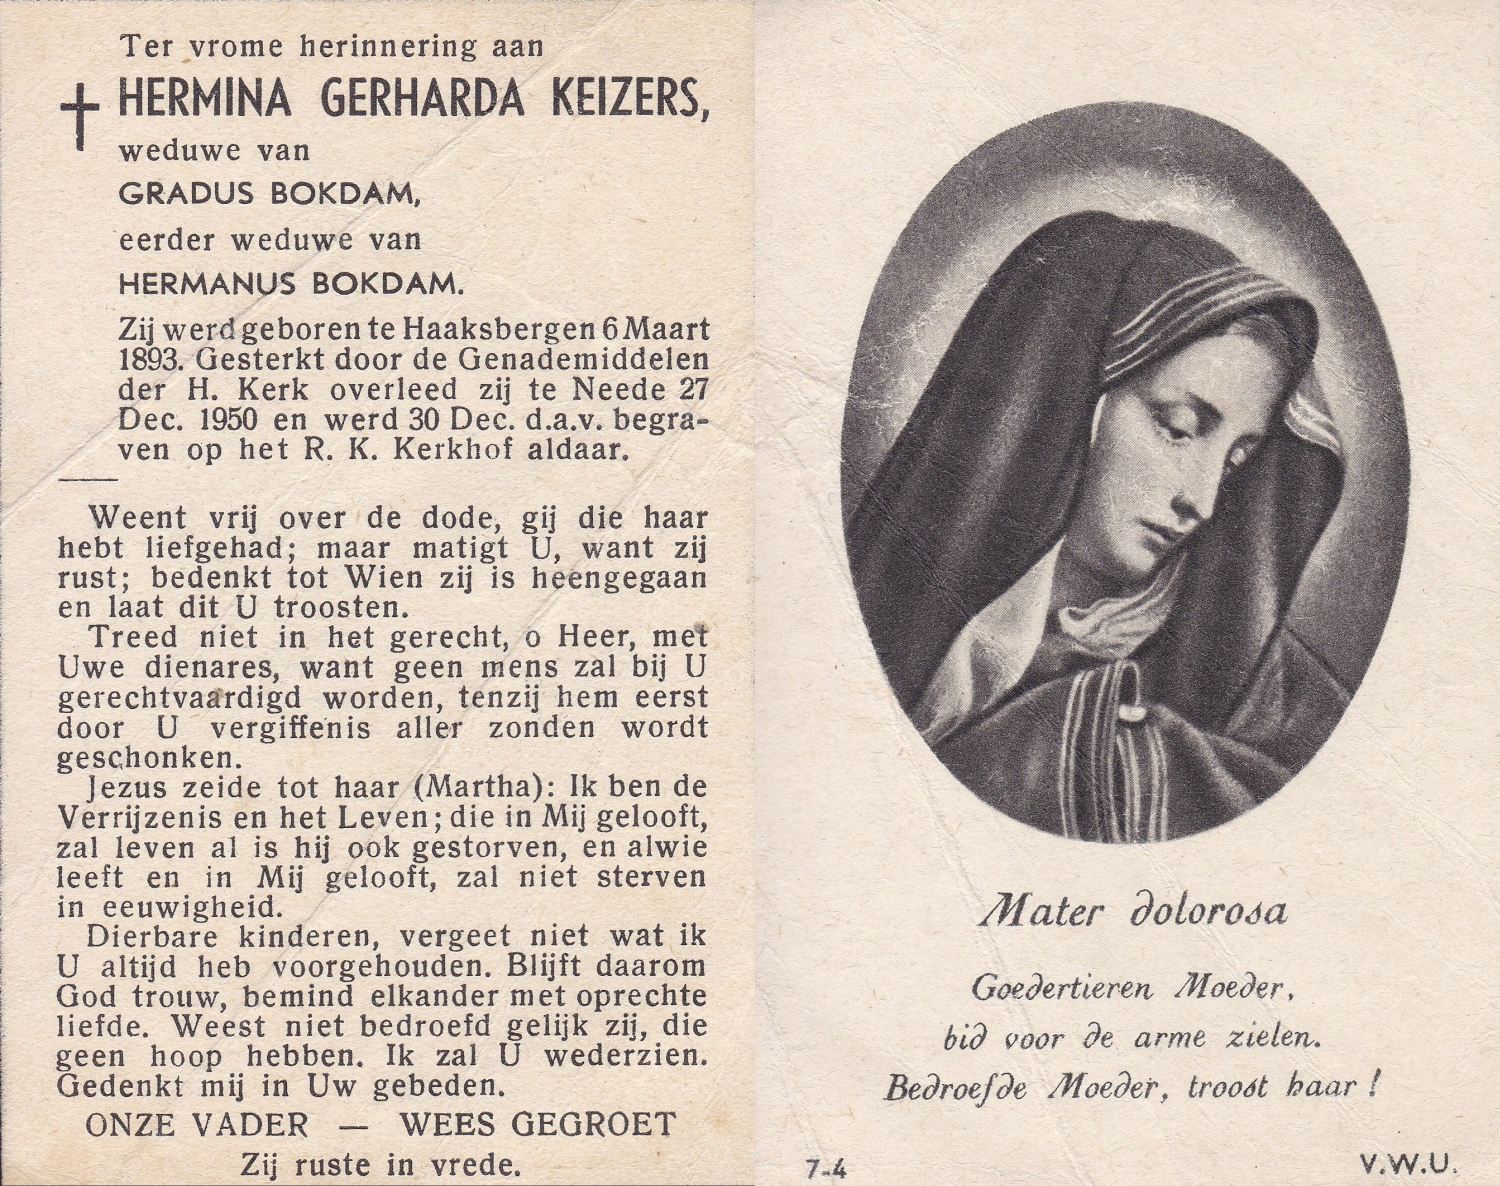 Ter vrome herinnering aan
HERMINA GERHARDA KEIZERS,
weduwe van
GRADUS BOKDAM,
eerder weduwe van
HERMANUS BOKDAM.
Zij werd geboren te Haaksbergen 6 Maart
1893. Gesterkt door de Genademiddelen
der H. Kerk overleed zij te Neede 27
Dec. 1950 en werd 30 Dec. d.a.v. begra-
ven op het R. K. Kerkhof aldaar.
Weent vrij over de dode, gij die haar
hebt liefgehad; maar matigt U, want zij
rust; bedenkt tot Wien zij is heengegaan
en laat dit U troosten.
Treed niet in het gerecht, o Heer, met
Uwe dienares, want geen mens zal bij U
gerechtvaardigd worden, tenzij hem eerst
door U vergiffenis aller zonden wordt
geschonken.
Jezus zeide tot haar (Martha): Ik ben de
Verrijzenis en het Leven; die in Mij gelooft,
zal leven al is hij ook gestorven, en alwie
leeft en in Mij gelooft, zal niet sterven
in eeuwigheid.
Dierbare kinderen, vergeet niet wat ik
U altijd heb voorgehouden. Blijft daarom
God trouw, bemind elkander met oprechte
liefde. Weest niet bedroefd gelijk zij, die
geen hoop hebben. Ik zal U wederzien.
Gedenkt mij in Uw gebeden.
ONZE VADER — WEES GEGROET
Zij ruste in vrede.
Mater dolorosa
Goedertieren Moeder,
bid voor de arme zielen.
Bedroefde Moeder, troost haar!
7-4
V.W.U.